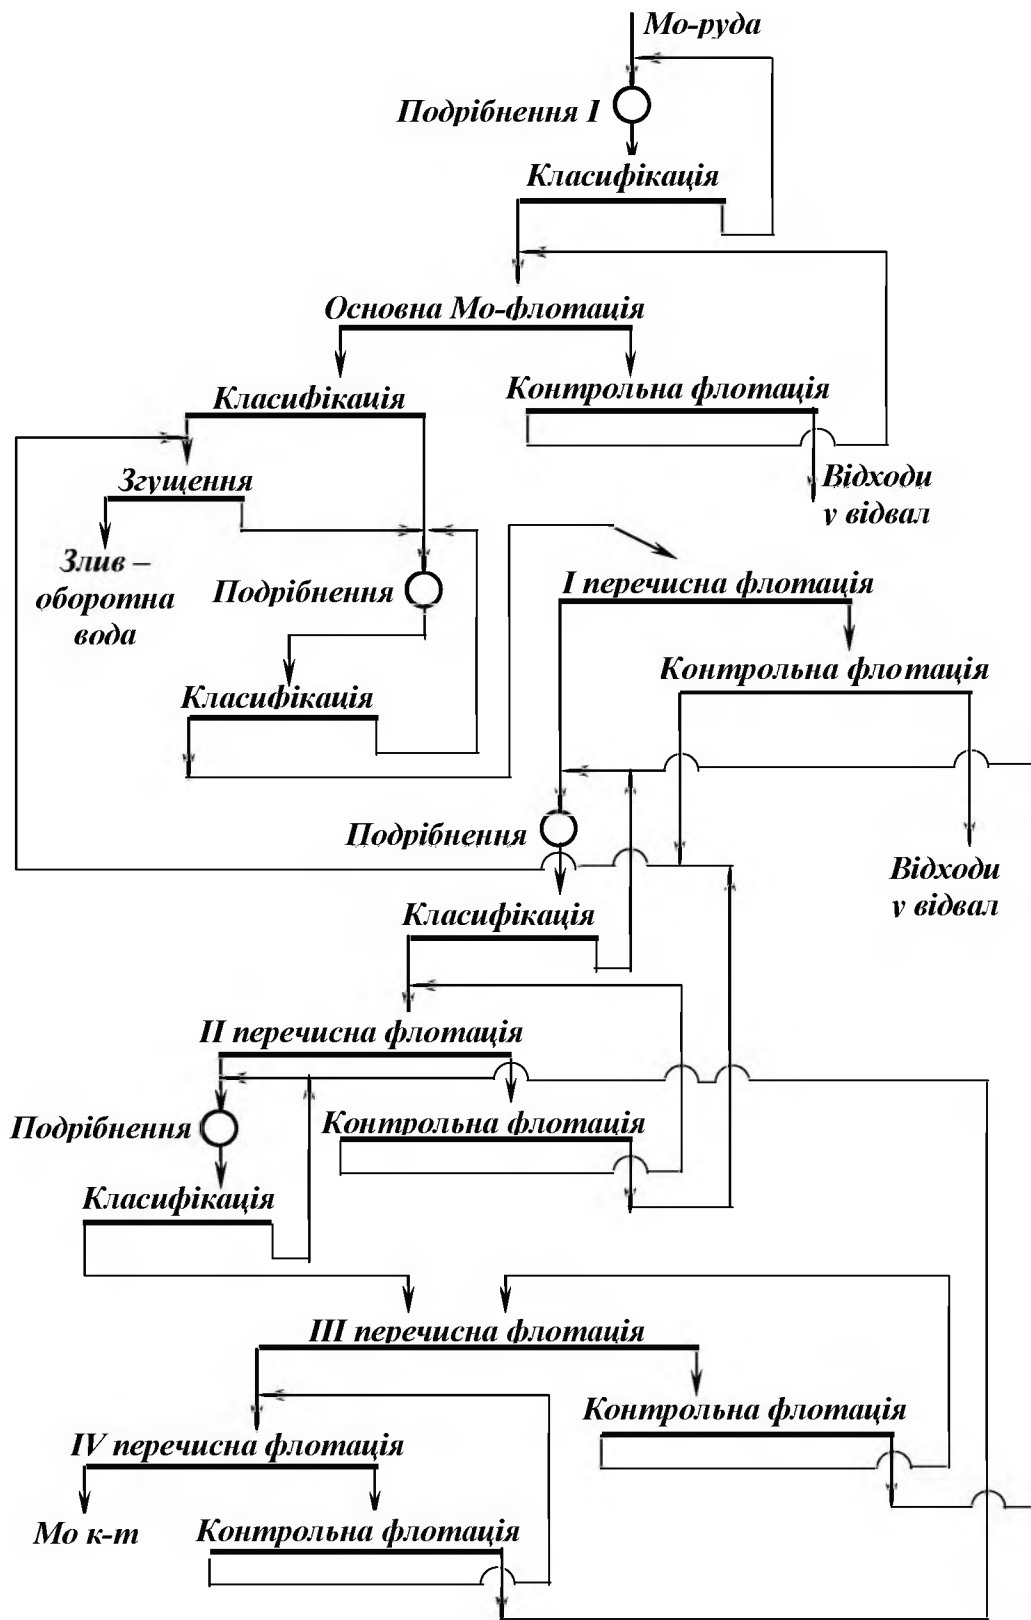 Мо-руда
Подрібнення І
Класифікація
Основна Мо-флотація
Класифікація
Контрольна флотація
Згущення
Відходи
у відвал
Злив –
оборотна
вода
Подрібнення
І перечисна флотація
Контрольна флотація
Класифікація
Подрібнення
Відходи
у відвал
Класифікація
ІІ перечисна флотація
Подрібнення
Контрольна флотація
Класифікація
ІІІ перечисна флотація
Контрольна флотація
IV перечисна флотація
Мо к-т
Контрольна флотація